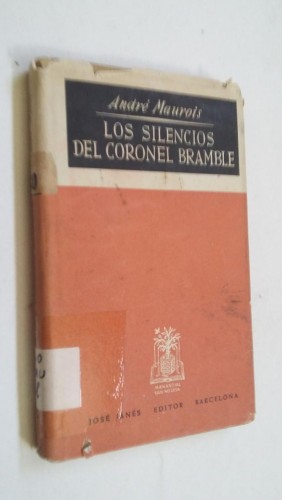 André Maurois
LOS SILENCIOS
DEL CORONEL BRAMBLE
JOSÉ JANÉS EDITOR BARCELONA